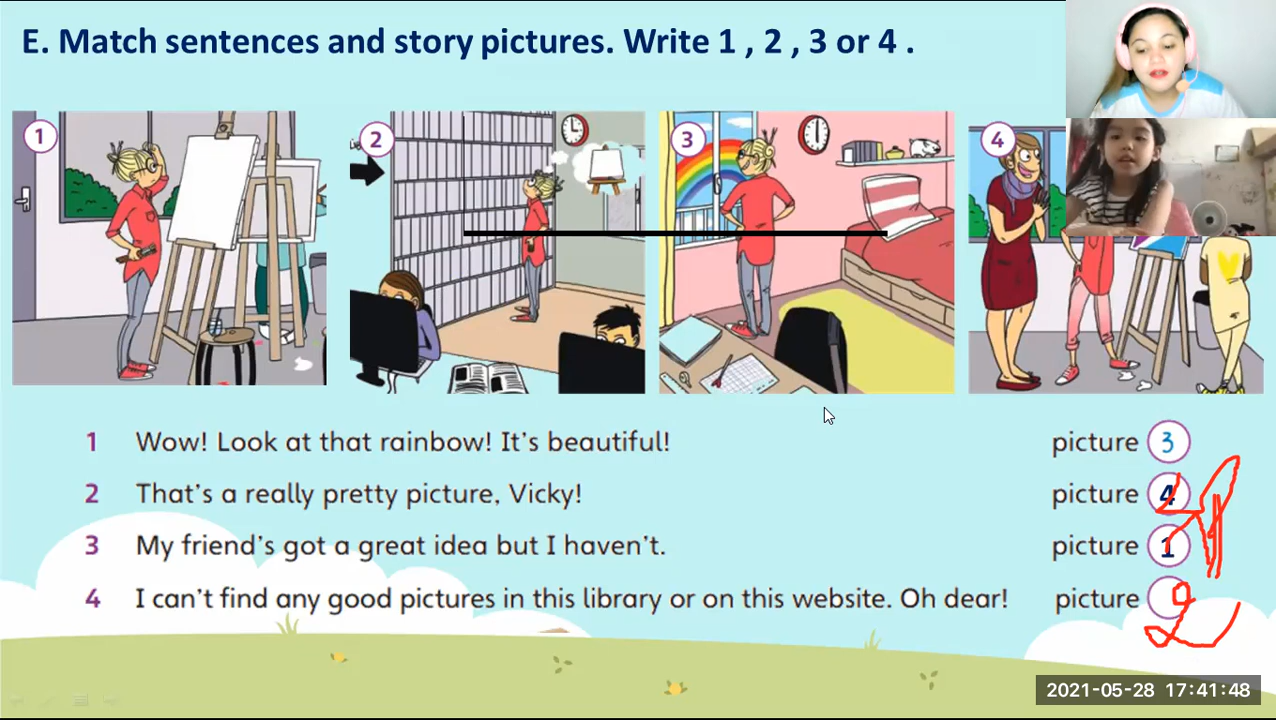 E. Match sentences and story pictures. Write 1 , 2 , 3 or 4 .
1
2
3
4
1 Wow! Look at that rainbow! It's beautiful! picture 3
2 That's a really pretty picture, Vicky! picture 4
3 My friend's got a great idea but I haven't. picture 1
4 I can't find any good pictures in this library or on this website. Oh dear! picture 2
2021-05-28 17:41:48